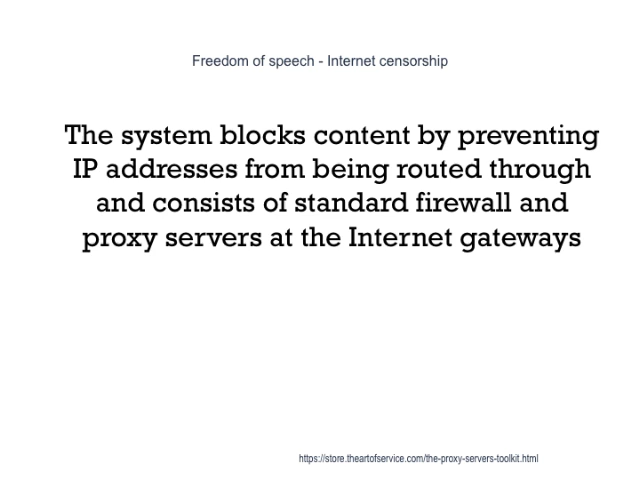 Freedom of speech - Internet censorship
The system blocks content by preventing
IP addresses from being routed through
and consists of standard firewall and
proxy servers at the Internet gateways
https://store.theartofservice.com/the-proxy-servers-toolkit.html